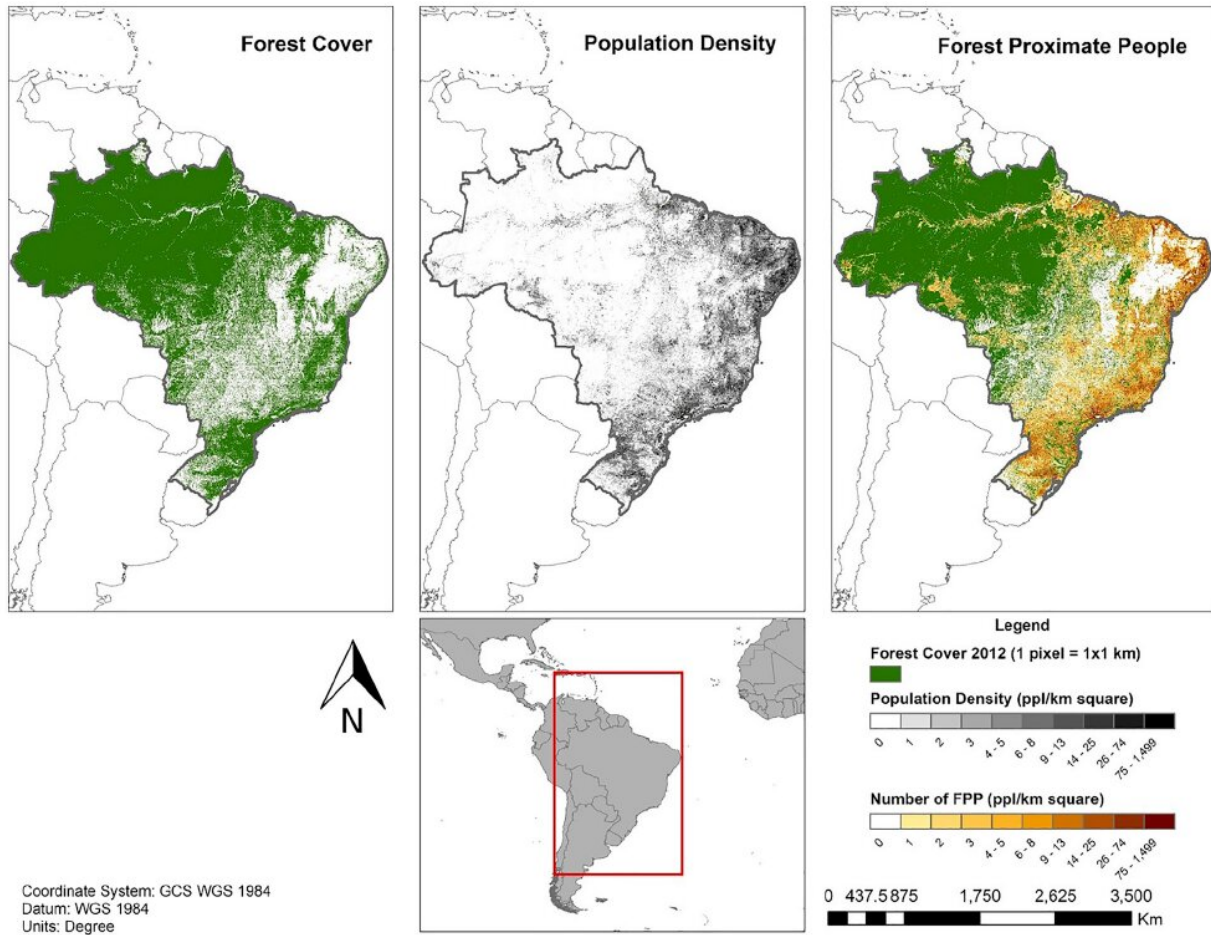 Forest Cover
Population Density
Forest Proximate People
N
Legend
Forest Cover 2012 (1 pixel = 1x1 km)
Population Density (ppl/km square)
0 1 2 3 4 - 5 6 - 8 9 - 13 14 - 25 26 - 74 75 - 1,499
Number of FPP (ppl/km square)
0 1 2 3 4 - 5 6 - 8 9 - 13 14 - 25 26 - 74 75 - 1,499
0 437.5 875 1,750 2,625 3,500
Km
Coordinate System: GCS WGS 1984
Datum: WGS 1984
Units: Degree